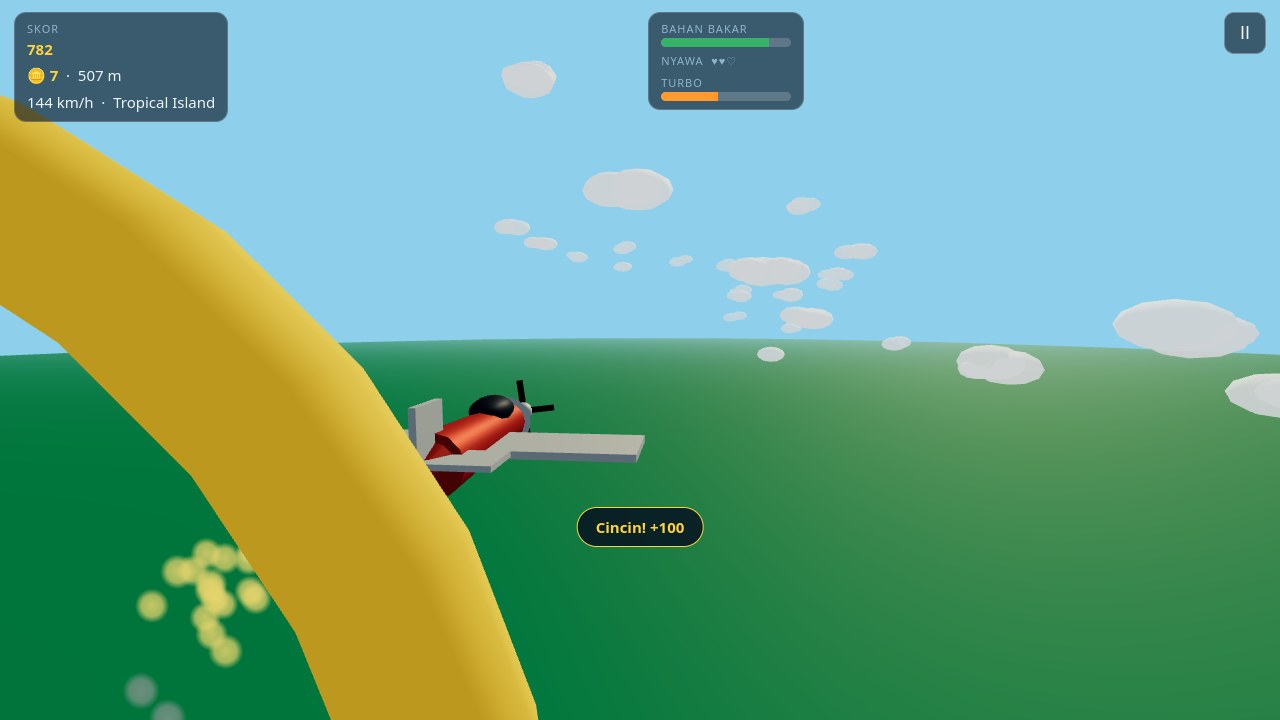 SKOR
782
🪙 7 · 507 m
144 km/h · Tropical Island
BAHAN BAKAR
NYAWA ♥♥♡
TURBO
II
Cincin! +100